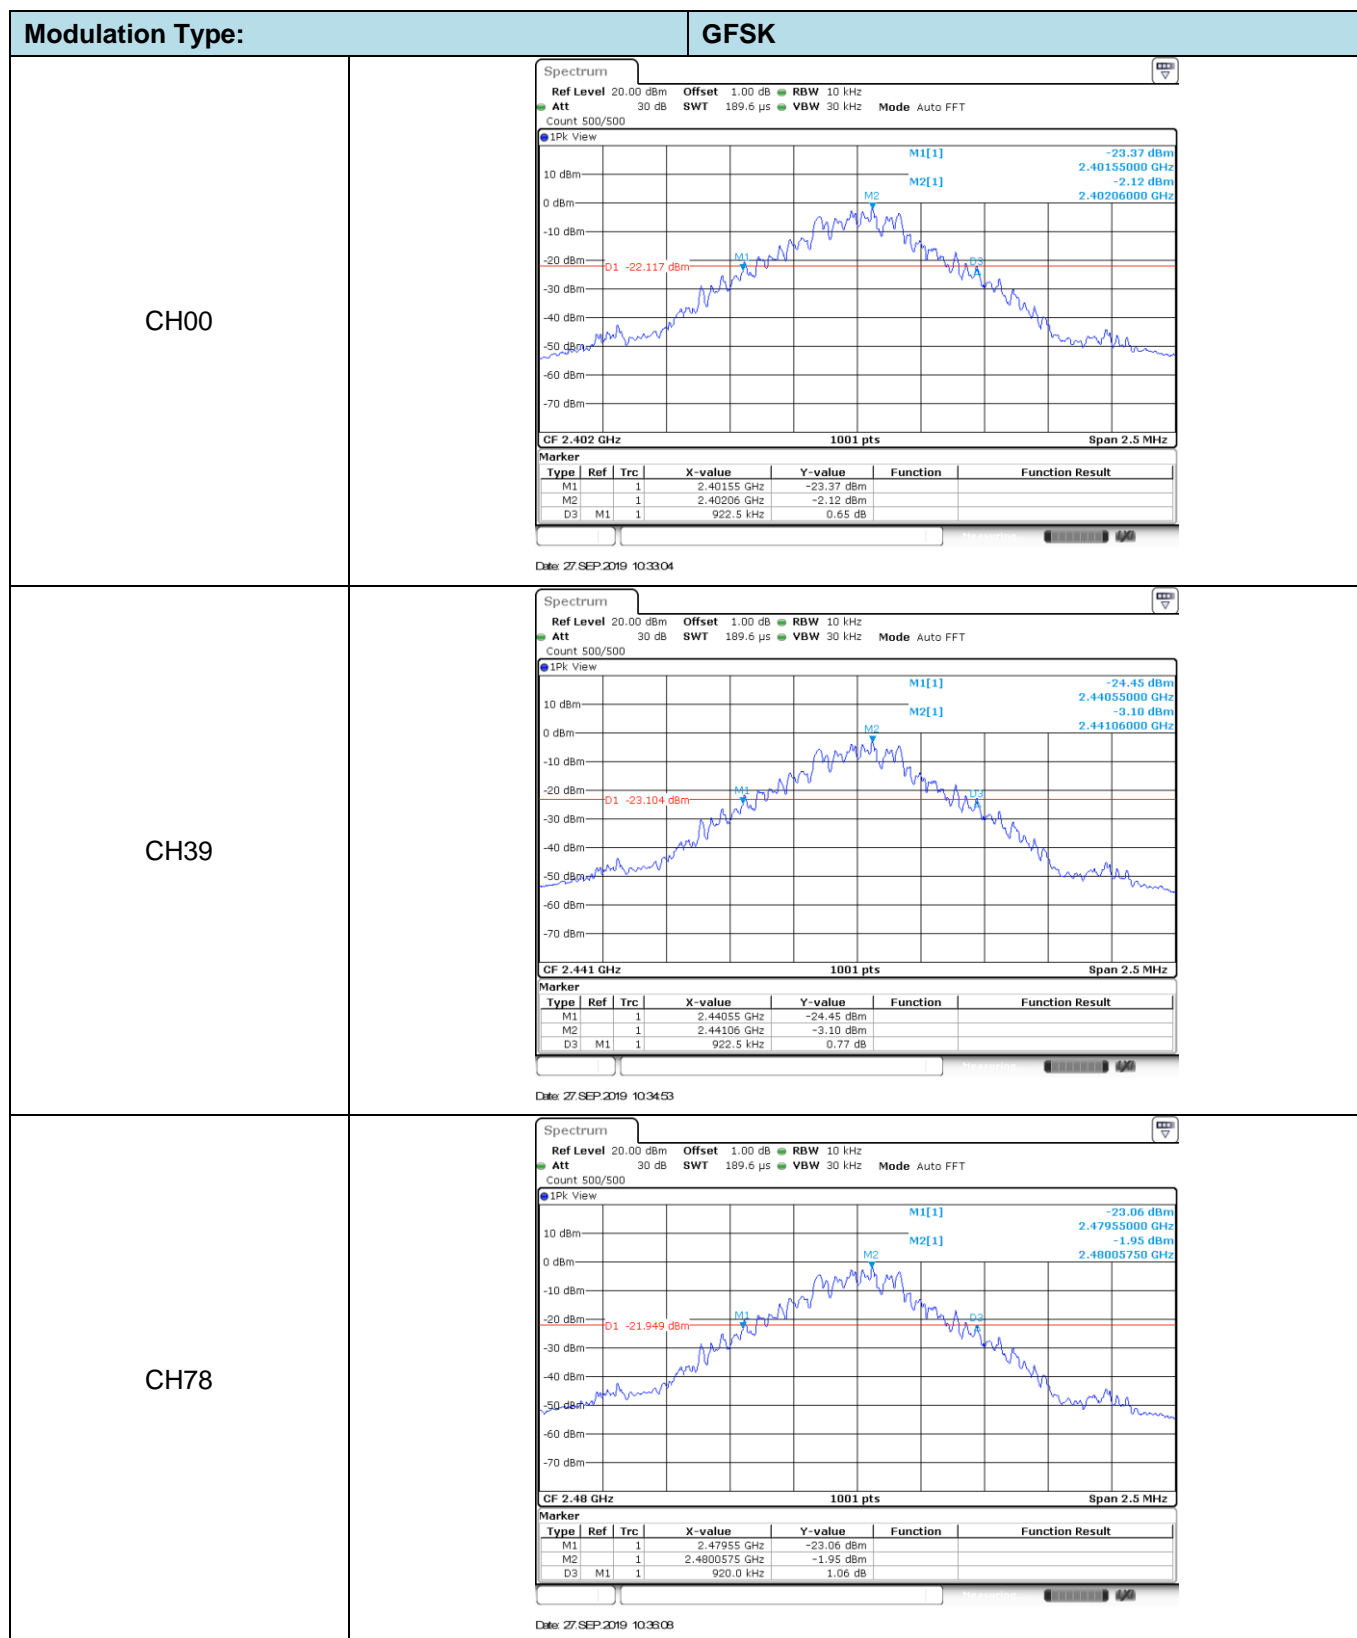 Modulation Type: GFSK
CH00
Spectrum
Ref Level 20.00 dBm Offset 1.00 dB RBW 10 kHz
Att 30 dB SWT 189.6 µs VBW 30 kHz Mode Auto FFT
Count 500/500
1Pk View
M1[1] -23.37 dBm
2.40155000 GHz
10 dBm
M2[1] -2.12 dBm
M2
2.40206000 GHz
0 dBm
-10 dBm
-20 dBm
M1
D3
D1 -22.117 dBm
-30 dBm
-40 dBm
-50 dBm
-60 dBm
-70 dBm
CF 2.402 GHz 1001 pts Span 2.5 MHz
Marker
Type Ref Trc X-value Y-value Function Function Result
M1 1 2.40155 GHz -23.37 dBm
M2 1 2.40206 GHz -2.12 dBm
D3 M1 1 922.5 kHz 0.65 dB
Date: 27.SEP.2019 10:33:04
CH39
Spectrum
Ref Level 20.00 dBm Offset 1.00 dB RBW 10 kHz
Att 30 dB SWT 189.6 µs VBW 30 kHz Mode Auto FFT
Count 500/500
1Pk View
M1[1] -24.45 dBm
2.44055000 GHz
10 dBm
M2[1] -3.10 dBm
M2
2.44106000 GHz
0 dBm
-10 dBm
-20 dBm
M1
D3
D1 -23.104 dBm
-30 dBm
-40 dBm
-50 dBm
-60 dBm
-70 dBm
CF 2.441 GHz 1001 pts Span 2.5 MHz
Marker
Type Ref Trc X-value Y-value Function Function Result
M1 1 2.44055 GHz -24.45 dBm
M2 1 2.44106 GHz -3.10 dBm
D3 M1 1 922.5 kHz 0.77 dB
Date: 27.SEP.2019 10:34:53
CH78
Spectrum
Ref Level 20.00 dBm Offset 1.00 dB RBW 10 kHz
Att 30 dB SWT 189.6 µs VBW 30 kHz Mode Auto FFT
Count 500/500
1Pk View
M1[1] -23.06 dBm
2.47955000 GHz
10 dBm
M2[1] -1.95 dBm
M2
2.48005750 GHz
0 dBm
-10 dBm
-20 dBm
M1
D3
D1 -21.949 dBm
-30 dBm
-40 dBm
-50 dBm
-60 dBm
-70 dBm
CF 2.48 GHz 1001 pts Span 2.5 MHz
Marker
Type Ref Trc X-value Y-value Function Function Result
M1 1 2.47955 GHz -23.06 dBm
M2 1 2.4800575 GHz -1.95 dBm
D3 M1 1 920.0 kHz 1.06 dB
Date: 27.SEP.2019 10:36:08